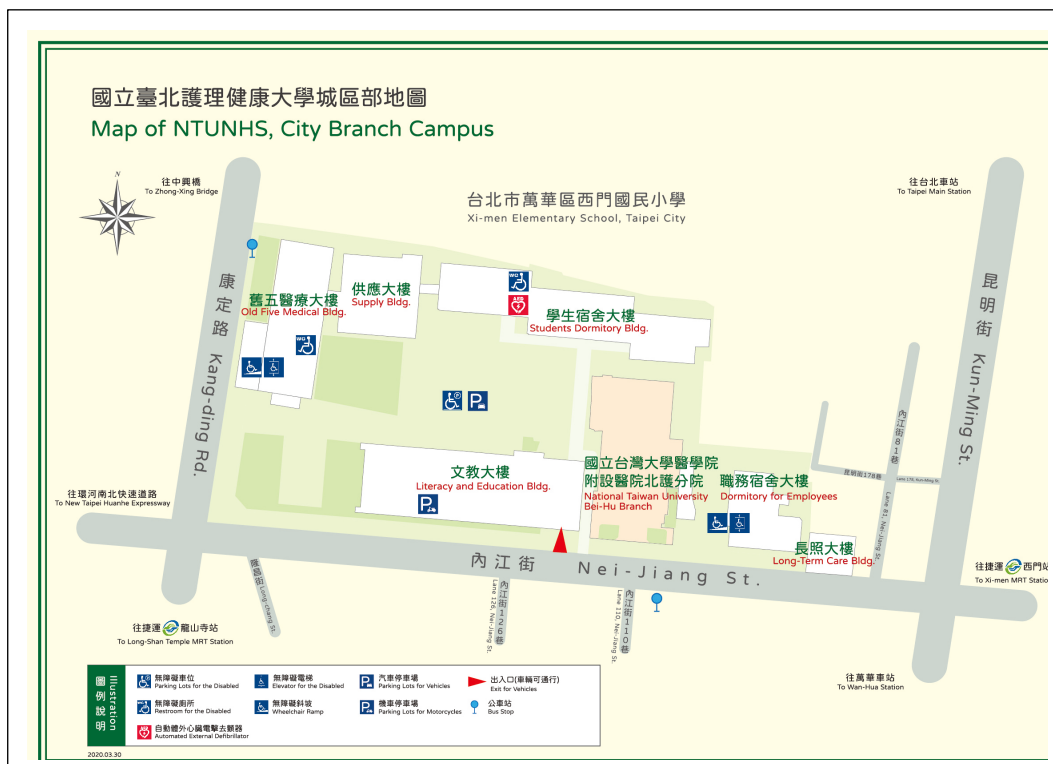 國立臺北護理健康大學城區部地圖
Map of NTUNHS, City Branch Campus
N
往中興橋
To Zhong-Xing Bridge
台北市萬華區西門國民小學
Xi-men Elementary School, Taipei City
往台北車站
To Taipei Main Station
康定路 Kang-ding Rd.
昆明街 Kun-Ming St.
舊五醫療大樓
Old Five Medical Bldg.
供應大樓
Supply Bldg.
AED
學生宿舍大樓
Students Dormitory Bldg.
文教大樓
Literacy and Education Bldg.
國立台灣大學醫學院
附設醫院北護分院
National Taiwan University
Bei-Hu Branch
職務宿舍大樓
Dormitory for Employees
長照大樓
Long-Term Care Bldg.
內江街81巷
Lane 81, Nei-Jiang St.
昆明街178巷
Lane 178, Kun-Ming St.
往環河南北快速道路
To New Taipei Huanhe Expressway
內江街 Nei-Jiang St.
隆昌街 Long-chang St.
內江街126巷
Lane 126, Nei-Jiang St.
內江街110巷
Lane 110, Nei-Jiang St.
往捷運 西門站
To Xi-men MRT Station
往捷運 龍山寺站
To Long-Shan Temple MRT Station
往萬華車站
To Wan-Hua Station
圖例說明
Illustration
無障礙車位
Parking Lots for the Disabled
無障礙電梯
Elevator for the Disabled
汽車停車場
Parking Lots for Vehicles
出入口(車輛可通行)
Exit for Vehicles
無障礙廁所
Restroom for the Disabled
無障礙斜坡
Wheelchair Ramp
機車停車場
Parking Lots for Motorcycles
公車站
Bus Stop
自動體外心臟電擊去顫器
Automated External Defibrillator
2020.03.30